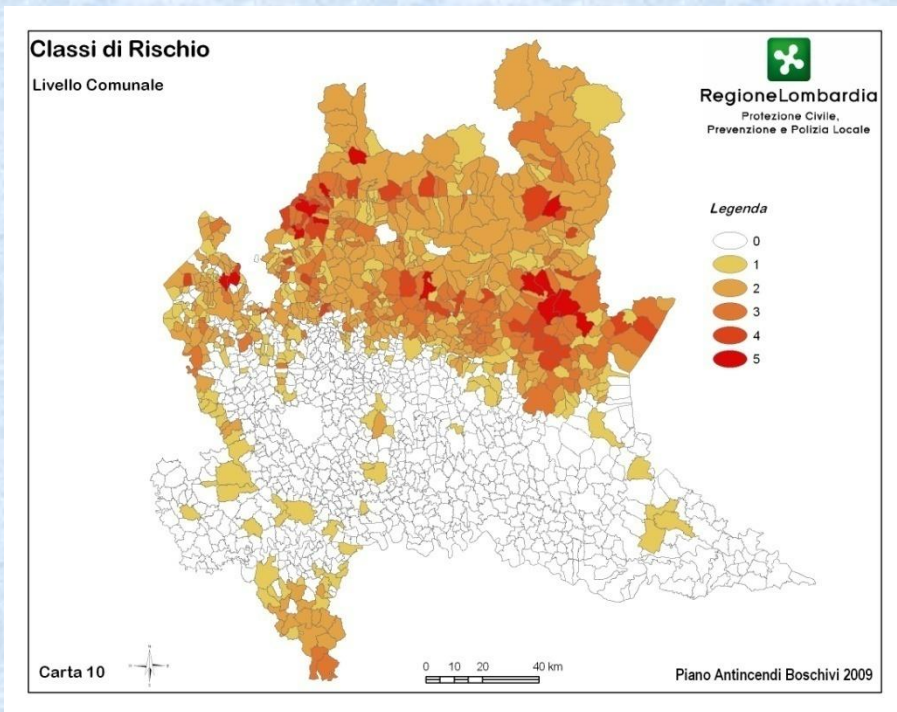 Classi di Rischio
Livello Comunale
RegioneLombardia
Protezione Civile,
Prevenzione e Polizia Locale
Legenda
0
1
2
3
4
5
Carta 10
0 10 20 40 km
Piano Antincendi Boschivi 2009